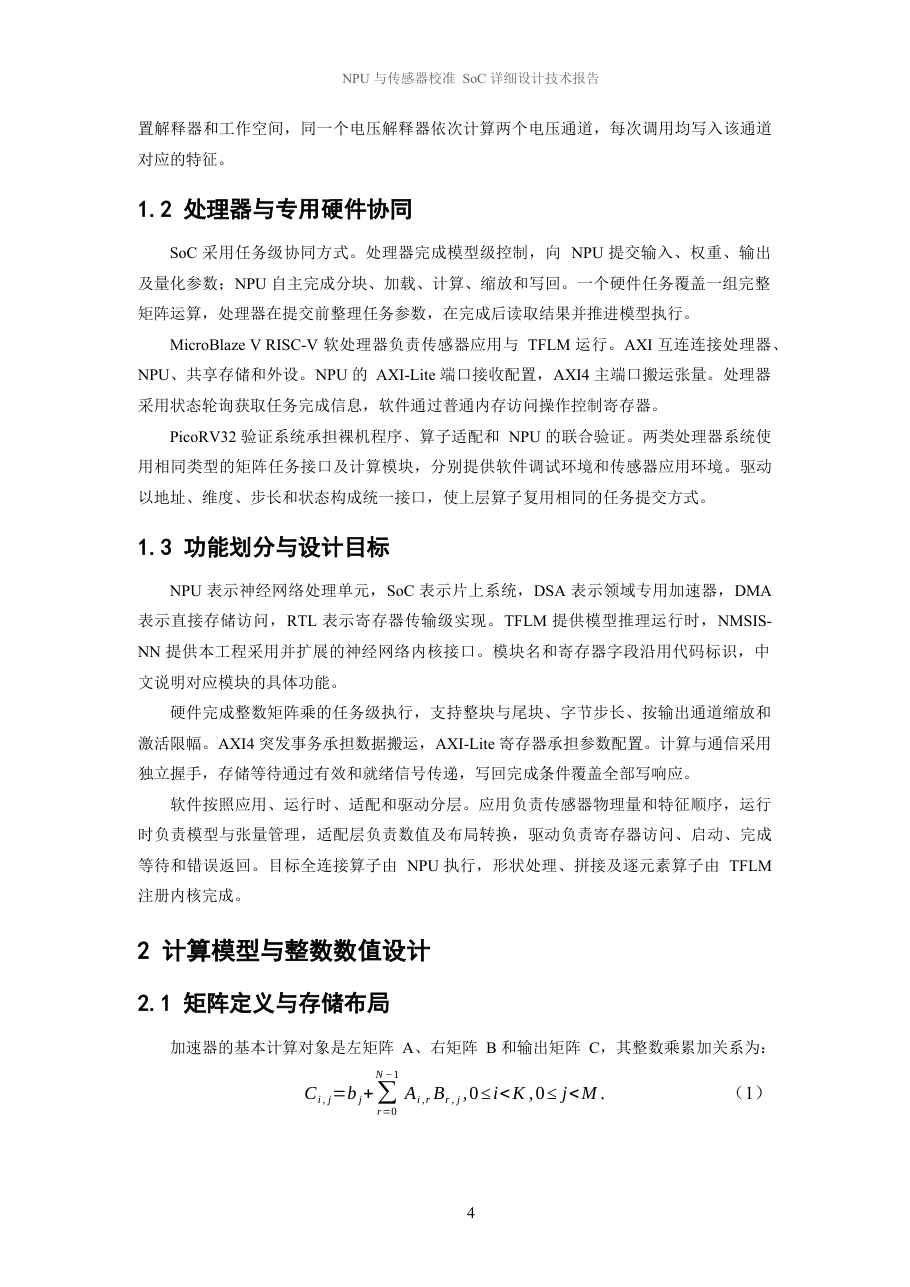 NPU 与传感器校准 SoC 详细设计技术报告
置解释器和工作空间，同一个电压解释器依次计算两个电压通道，每次调用均写入该通道
对应的特征。
1.2 处理器与专用硬件协同
SoC 采用任务级协同方式。处理器完成模型级控制，向 NPU 提交输入、权重、输出
及量化参数；NPU 自主完成分块、加载、计算、缩放和写回。一个硬件任务覆盖一组完整
矩阵运算，处理器在提交前整理任务参数，在完成后读取结果并推进模型执行。
MicroBlaze V RISC-V 软处理器负责传感器应用与 TFLM 运行。AXI 互连连接处理器、
NPU、共享存储和外设。NPU 的 AXI-Lite 端口接收配置，AXI4 主端口搬运张量。处理器
采用状态轮询获取任务完成信息，软件通过普通内存访问操作控制寄存器。
PicoRV32 验证系统承担裸机程序、算子适配和 NPU 的联合验证。两类处理器系统使
用相同类型的矩阵任务接口及计算模块，分别提供软件调试环境和传感器应用环境。驱动
以地址、维度、步长和状态构成统一接口，使上层算子复用相同的任务提交方式。
1.3 功能划分与设计目标
NPU 表示神经网络处理单元，SoC 表示片上系统，DSA 表示领域专用加速器，DMA
表示直接存储访问，RTL 表示寄存器传输级实现。TFLM 提供模型推理运行时，NMSIS-
NN 提供本工程采用并扩展的神经网络内核接口。模块名和寄存器字段沿用代码标识，中
文说明对应模块的具体功能。
硬件完成整数矩阵乘的任务级执行，支持整块与尾块、字节步长、按输出通道缩放和
激活限幅。AXI4 突发事务承担数据搬运，AXI-Lite 寄存器承担参数配置。计算与通信采用
独立握手，存储等待通过有效和就绪信号传递，写回完成条件覆盖全部写响应。
软件按照应用、运行时、适配和驱动分层。应用负责传感器物理量和特征顺序，运行
时负责模型与张量管理，适配层负责数值及布局转换，驱动负责寄存器访问、启动、完成
等待和错误返回。目标全连接算子由 NPU 执行，形状处理、拼接及逐元素算子由 TFLM
注册内核完成。
2 计算模型与整数数值设计
2.1 矩阵定义与存储布局
加速器的基本计算对象是左矩阵 A、右矩阵 B 和输出矩阵 C，其整数乘累加关系为：
C_{i,j}=b_j+∑_{r=0}^{N−1} A_{i,r} B_{r,j},0≤i<K,0≤j<M. （1）
4